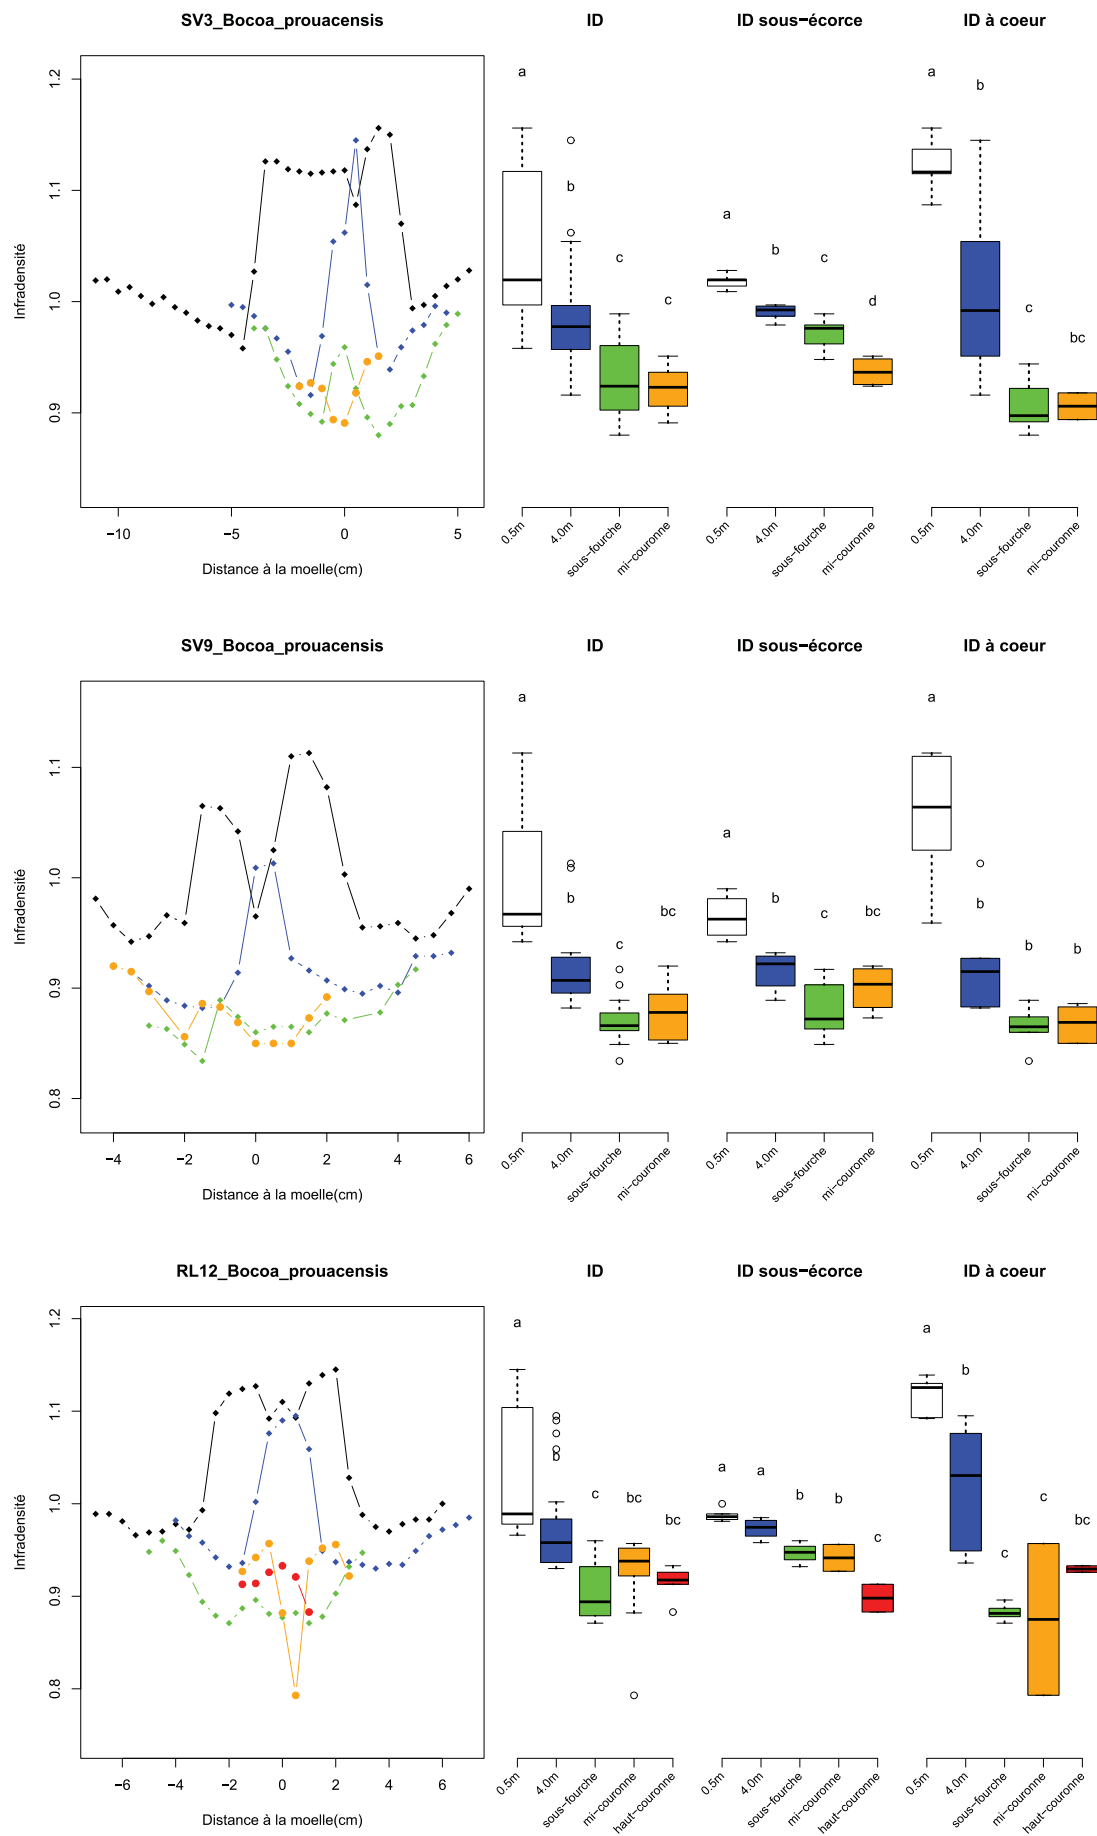 SV3_Bocoa_prouacensis
ID
ID sous−écorce
ID à coeur
1.2
1.1
1.0
0.9
Infradensité
−10
−5
0
5
Distance à la moelle(cm)
a
b
c
c
a
b
c
d
a
b
c
bc
0.5m
4.0m
sous−fourche
mi−couronne
0.5m
4.0m
sous−fourche
mi−couronne
0.5m
4.0m
sous−fourche
mi−couronne
SV9_Bocoa_prouacensis
ID
ID sous−écorce
ID à coeur
1.1
1.0
0.9
0.8
Infradensité
−4
−2
0
2
4
6
Distance à la moelle(cm)
a
b
c
bc
a
b
c
bc
a
b
b
b
0.5m
4.0m
sous−fourche
mi−couronne
0.5m
4.0m
sous−fourche
mi−couronne
0.5m
4.0m
sous−fourche
mi−couronne
RL12_Bocoa_prouacensis
ID
ID sous−écorce
ID à coeur
1.2
1.1
1.0
0.9
0.8
Infradensité
−6
−4
−2
0
2
4
6
Distance à la moelle(cm)
a
b
c
bc
bc
a
a
b
b
c
a
b
c
c
bc
0.5m
4.0m
sous−fourche
mi−couronne
haut−couronne
0.5m
4.0m
sous−fourche
mi−couronne
haut−couronne
0.5m
4.0m
sous−fourche
mi−couronne
haut−couronne